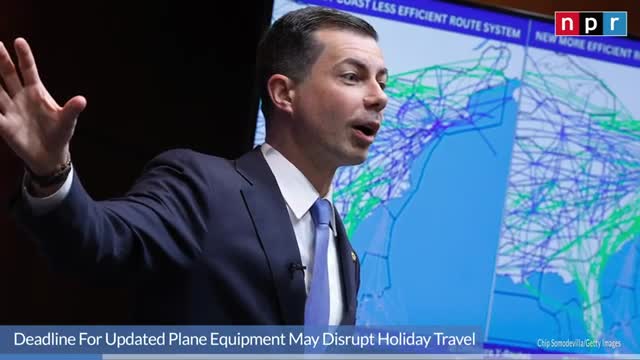 COAST LESS EFFICIENT ROUTE SYSTEM
NEW MORE EFFICIENT R
npr
Deadline For Updated Plane Equipment May Disrupt Holiday Travel
Chip Somodevilla/Getty Images